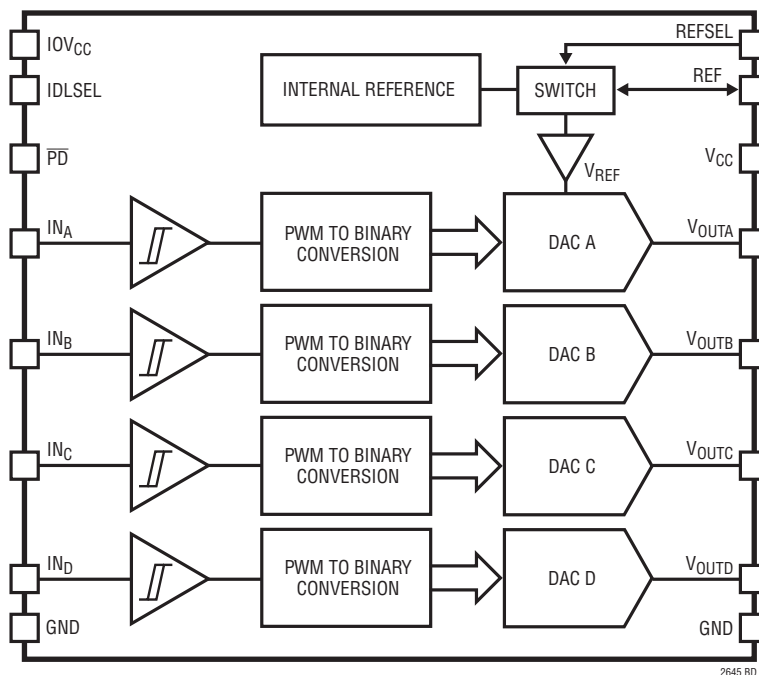 IOVCC
REFSEL
IDLSEL
INTERNAL REFERENCE
SWITCH
REF
PD
VREF
VCC
INA
PWM TO BINARY
CONVERSION
DAC A
VOUTA
INB
PWM TO BINARY
CONVERSION
DAC B
VOUTB
INC
PWM TO BINARY
CONVERSION
DAC C
VOUTC
IND
PWM TO BINARY
CONVERSION
DAC D
VOUTD
GND
GND
2645 BD